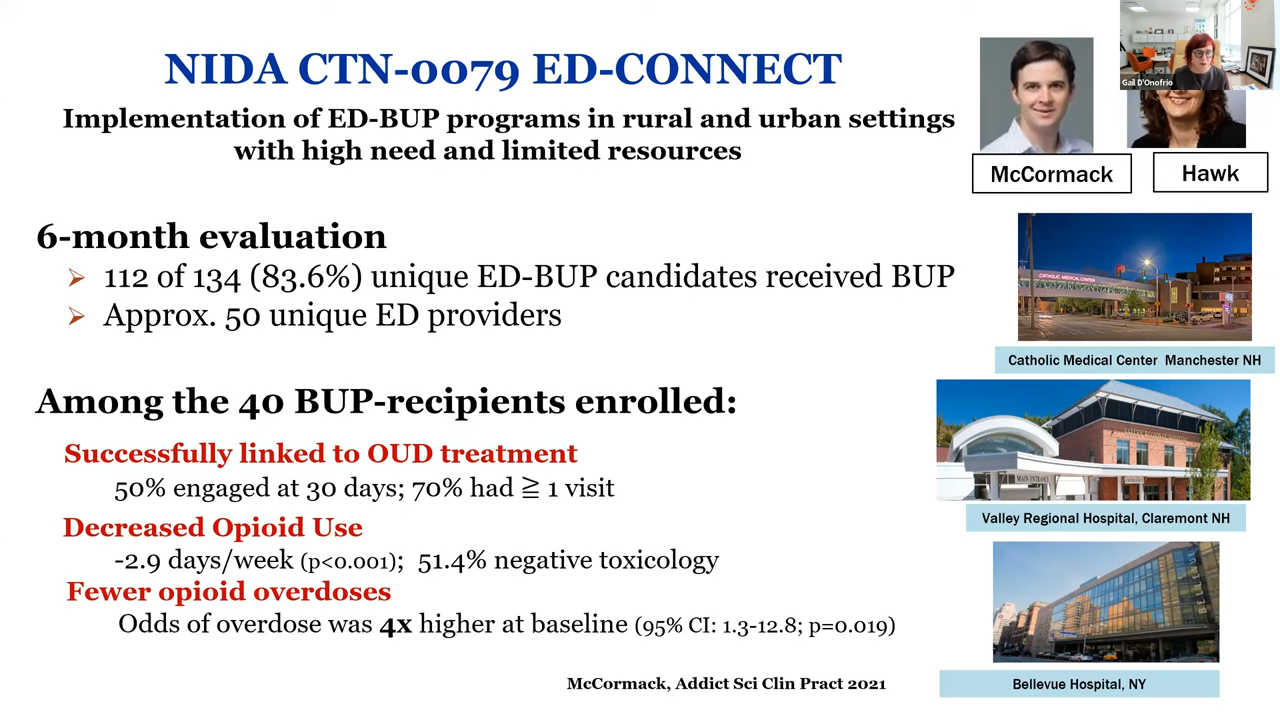 NIDA CTN-0079 ED-CONNECT
Implementation of ED-BUP programs in rural and urban settings
with high need and limited resources
Gail D'Onofrio
McCormack
Hawk
6-month evaluation
➢ 112 of 134 (83.6%) unique ED-BUP candidates received BUP
➢ Approx. 50 unique ED providers
CATHOLIC MEDICAL CENTER
Catholic Medical Center Manchester NH
Among the 40 BUP-recipients enrolled:
Successfully linked to OUD treatment
50% engaged at 30 days; 70% had ≧ 1 visit
MAIN ENTRANCE
Valley Regional Hospital, Claremont NH
Decreased Opioid Use
-2.9 days/week (p<0.001); 51.4% negative toxicology
Fewer opioid overdoses
Odds of overdose was 4x higher at baseline (95% CI: 1.3-12.8; p=0.019)
Bellevue Hospital, NY
McCormack, Addict Sci Clin Pract 2021